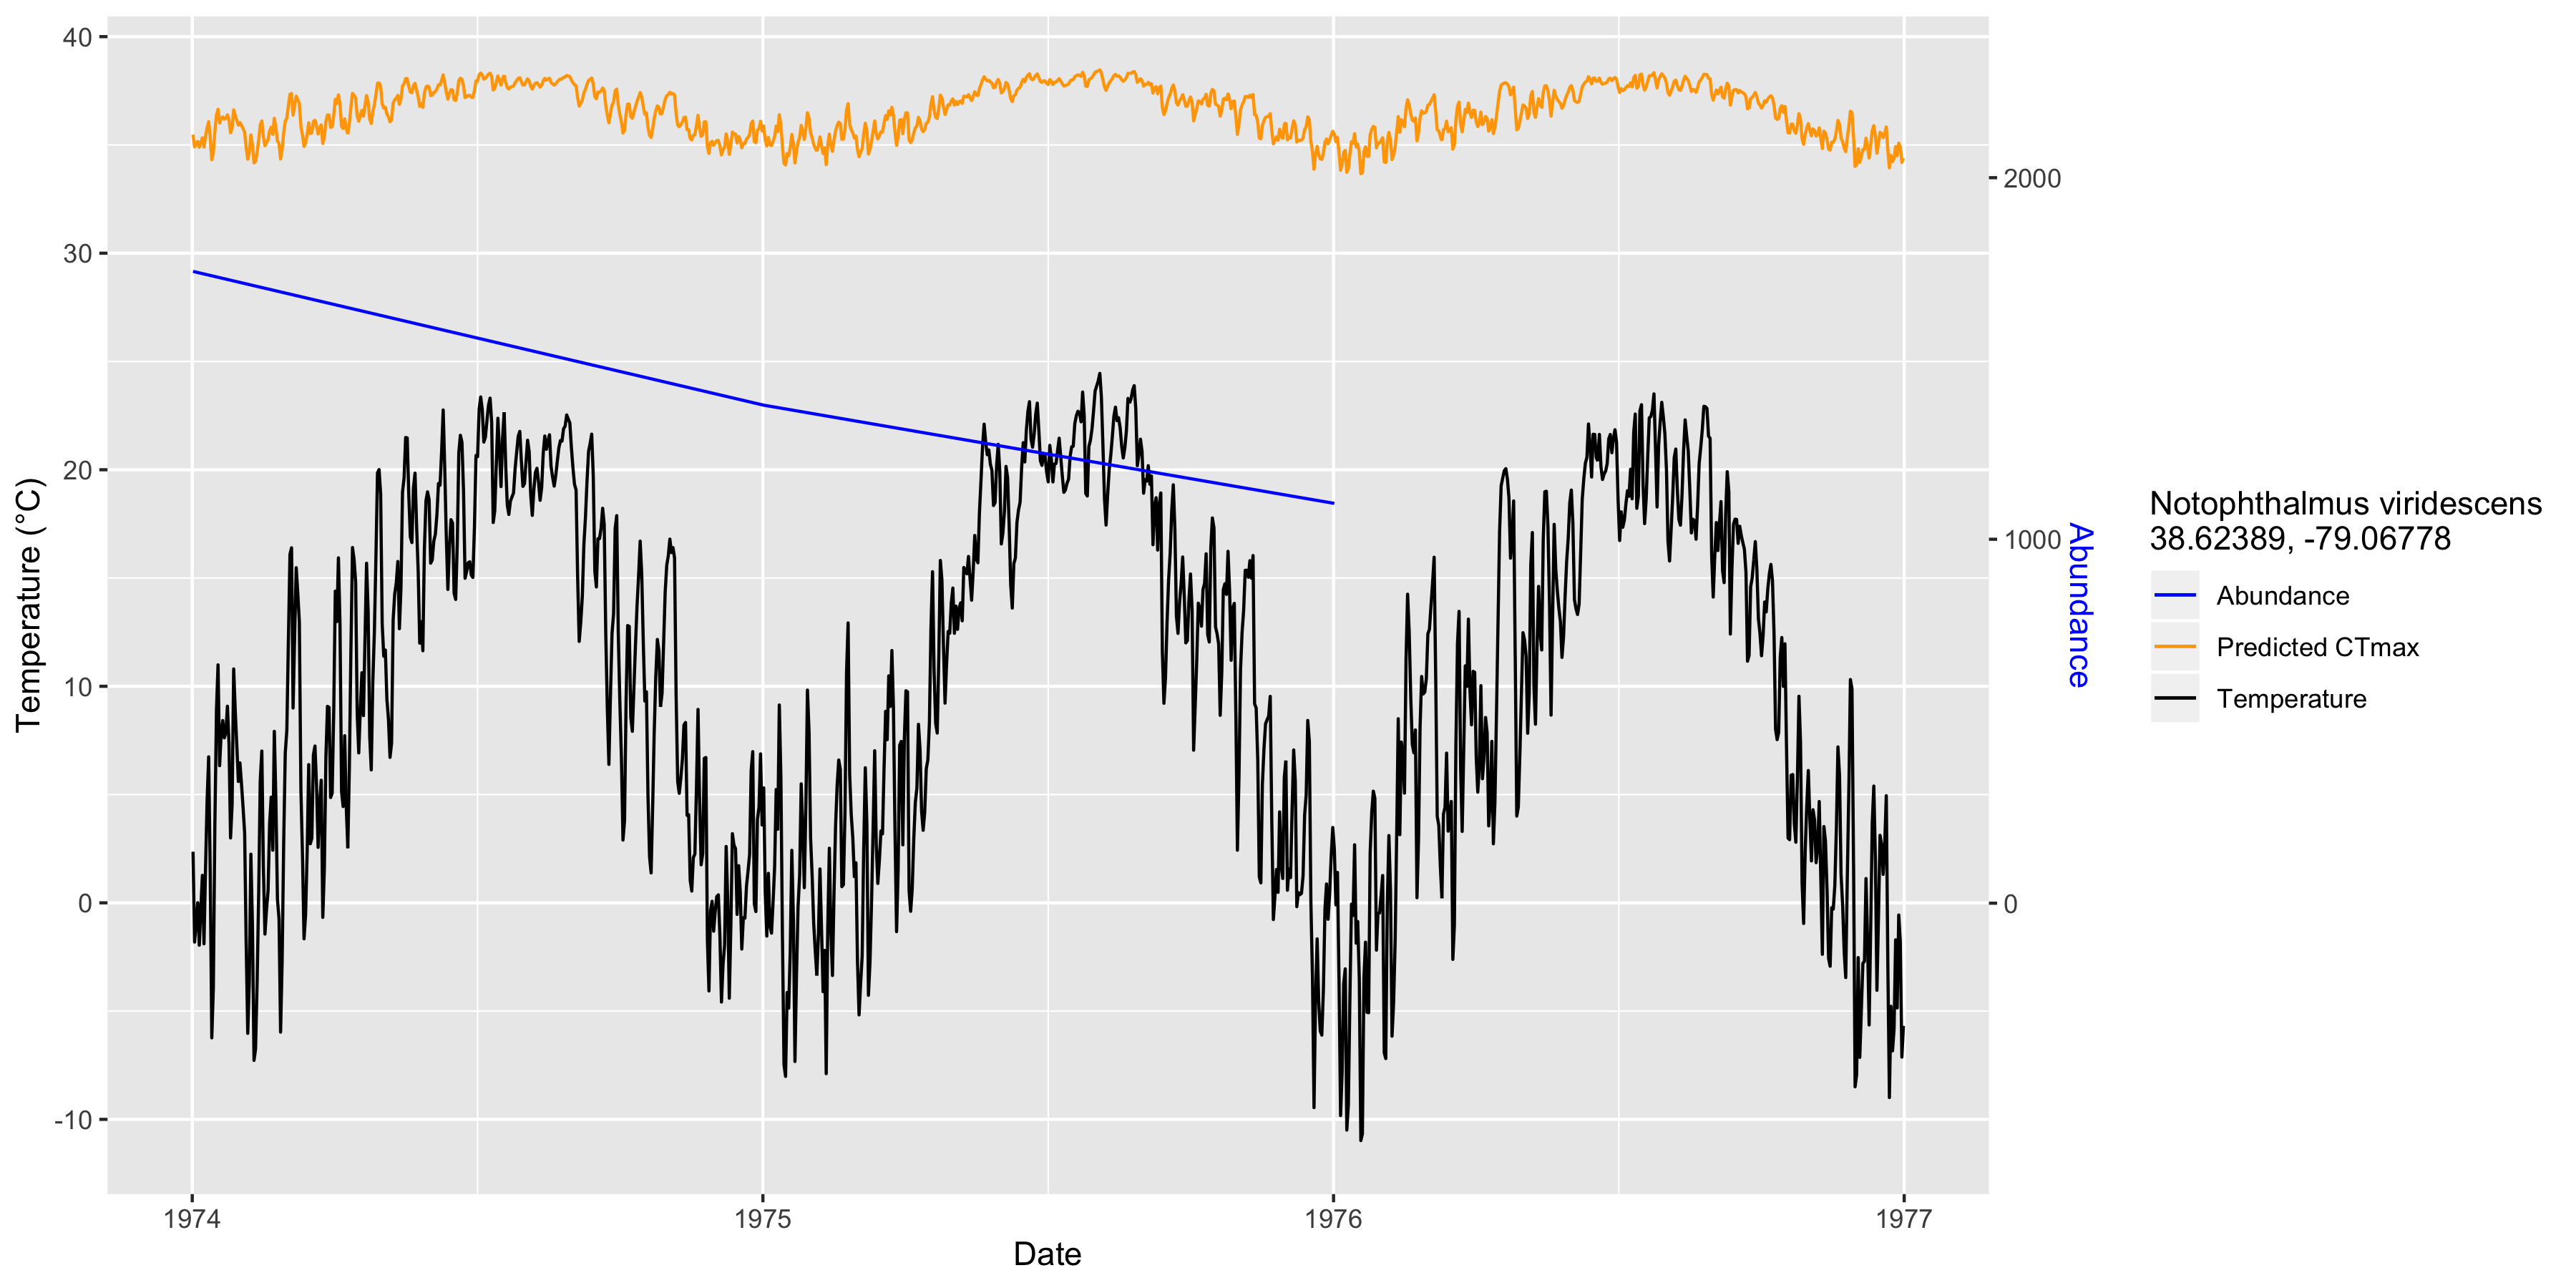 40
30
20
10
0
-10
Temperature (°C)
1974
1975
1976
1977
Date
2000
1000
0
Abundance
Notophthalmus viridescens
38.62389, -79.06778
Abundance
Predicted CTmax
Temperature